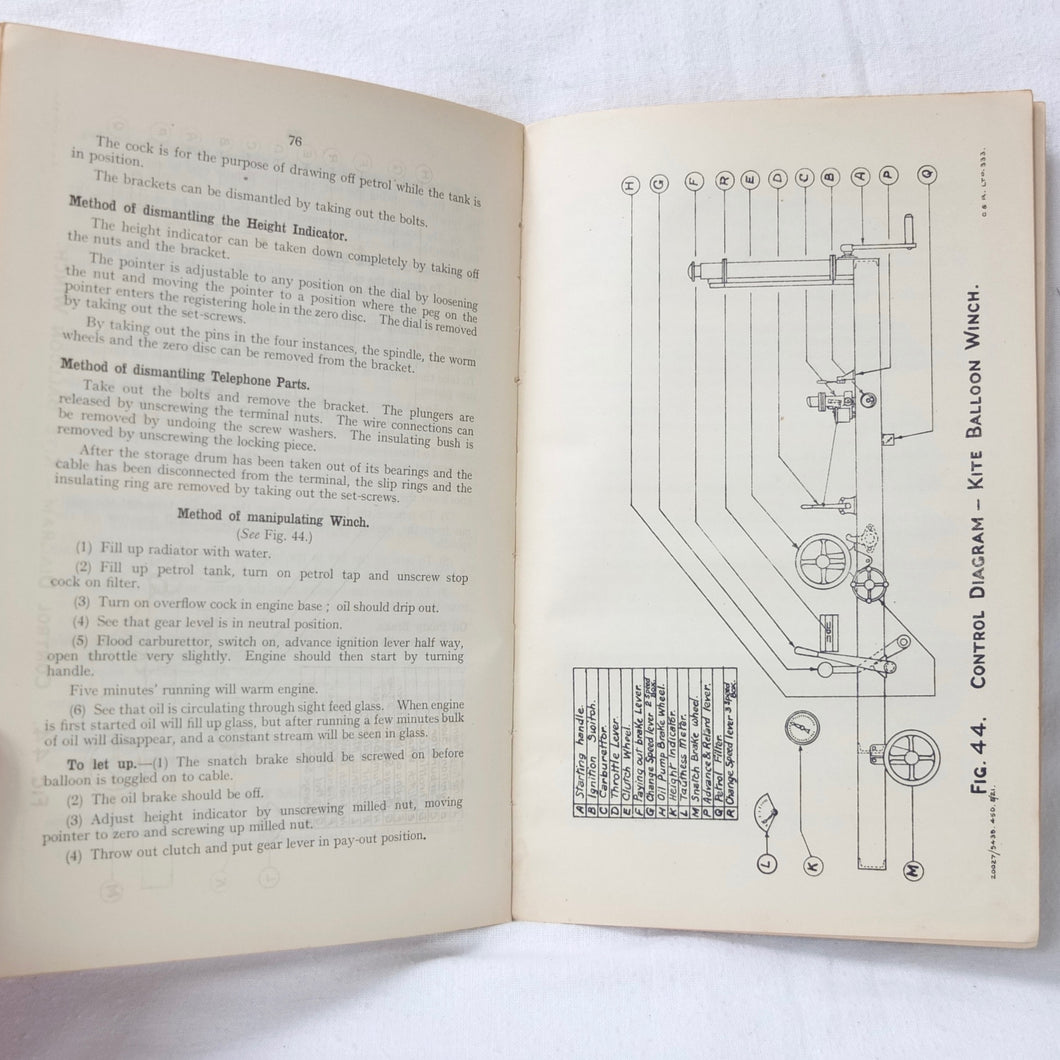 76
The cock is for the purpose of drawing off petrol while the tank is
in position.
The brackets can be dismantled by taking out the bolts.
Method of dismantling the Height Indicator.
The height indicator can be taken down completely by taking off
the nuts and the bracket.
The pointer is adjustable to any position on the dial by loosening
the nut and moving the pointer to a position where the peg on the
pointer enters the registering hole in the zero disc. The dial is removed
by taking out the set-screws.
By taking out the pins in the four instances, the spindle, the worm
wheels and the zero disc can be removed from the bracket.
Method of dismantling Telephone Parts.
Take out the bolts and remove the bracket. The plungers are
released by unscrewing the terminal nuts. The wire connections can
be removed by undoing the screw washers. The insulating bush is
removed by unscrewing the locking piece.
After the storage drum has been taken out of its bearings and the
cable has been disconnected from the terminal, the slip rings and the
insulating ring are removed by taking out the set-screws.
Method of manipulating Winch.
(See Fig. 44.)
(1) Fill up radiator with water.
(2) Fill up petrol tank, turn on petrol tap and unscrew stop
cock on filter.
(3) Turn on overflow cock in engine base ; oil should drip out.
(4) See that gear level is in neutral position.
(5) Flood carburettor, switch on, advance ignition lever half way,
open throttle very slightly. Engine should then start by turning
handle.
Five minutes' running will warm engine.
(6) See that oil is circulating through sight feed glass. When engine
is first started oil will fill up glass, but after running a few minutes bulk
of oil will disappear, and a constant stream will be seen in glass.
To let up.—(1) The snatch brake should be screwed on before
balloon is toggled on to cable.
(2) The oil brake should be off.
(3) Adjust height indicator by unscrewing milled nut, moving
pointer to zero and screwing up milled nut.
(4) Throw out clutch and put gear lever in pay-out position.
A Starting handle.
B Ignition Switch.
C Carburettor.
D Throttle Lever.
E Clutch Wheel.
F Paying out brake Lever.
G Change Speed lever 2 speed Box.
H Oil Pump Brake Wheel.
K Height indicator.
L Tautness Meter.
M Snatch Brake wheel.
P Advance & Retard lever.
Q Petrol Filter.
R Change Speed lever 3 speed Box.
H
G
F
R
E
D
C
B
A
P
Q
L
K
M
FIG. 44. CONTROL DIAGRAM – KITE BALLOON WINCH.
20027/5438. 450. 9/21.
C & R. LTD. 333.